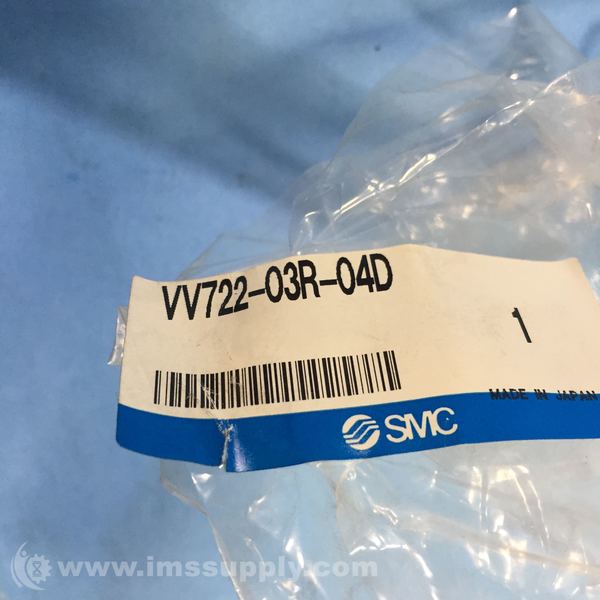 VV722-03R-04D
1
MADE IN JAPAN
SMC
www.imssupply.com